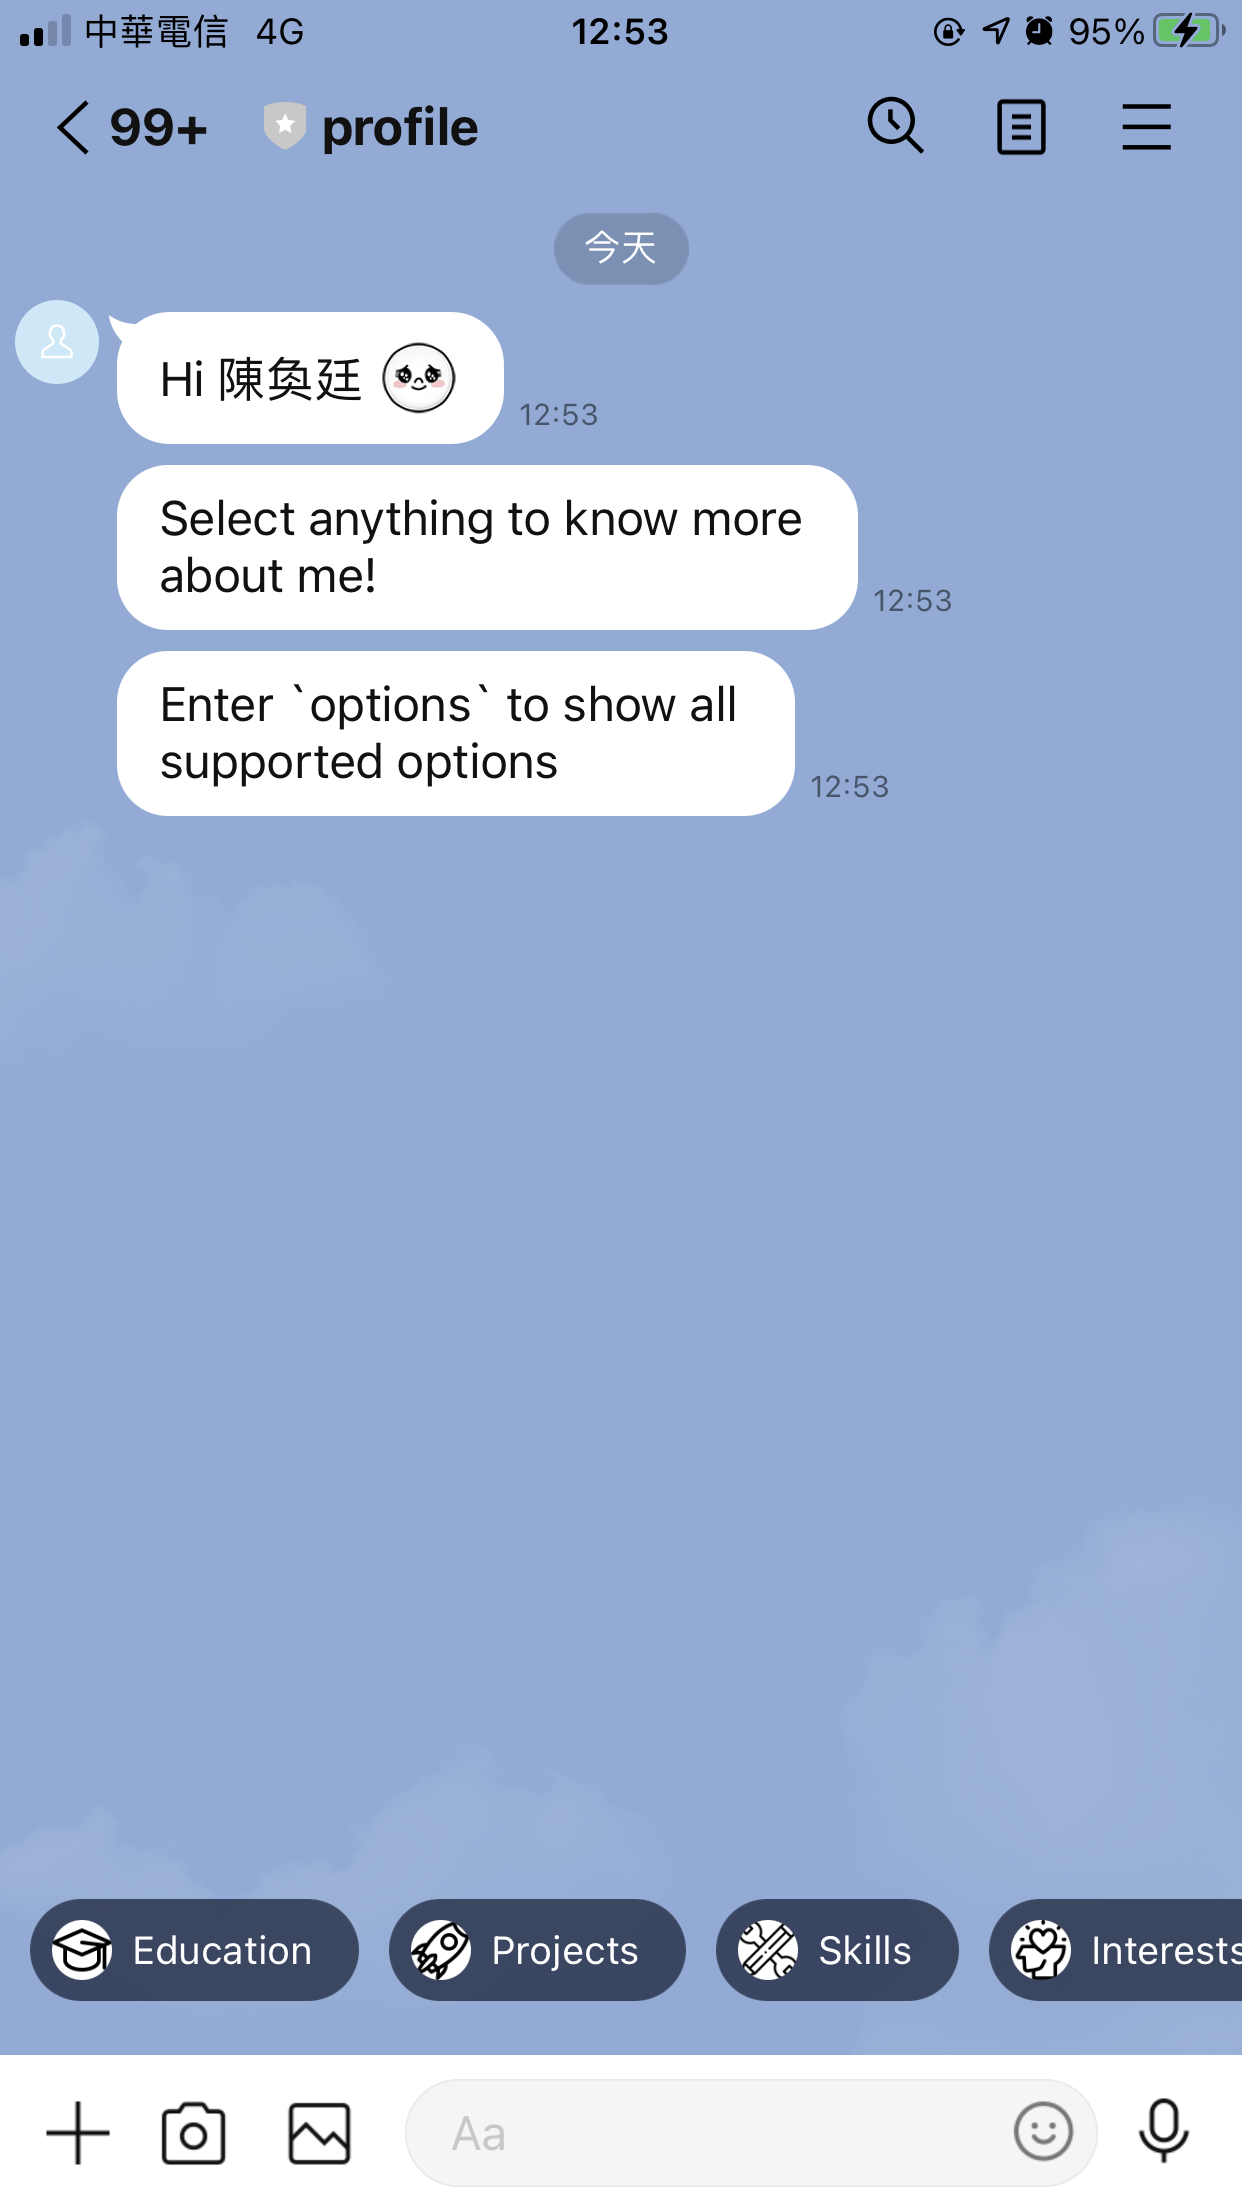 中華電信 4G 12:53 95%
99+ profile
今天
Hi 陳奐廷
12:53
Select anything to know more
about me!
12:53
Enter `options` to show all
supported options
12:53
Education Projects Skills Interests
Aa